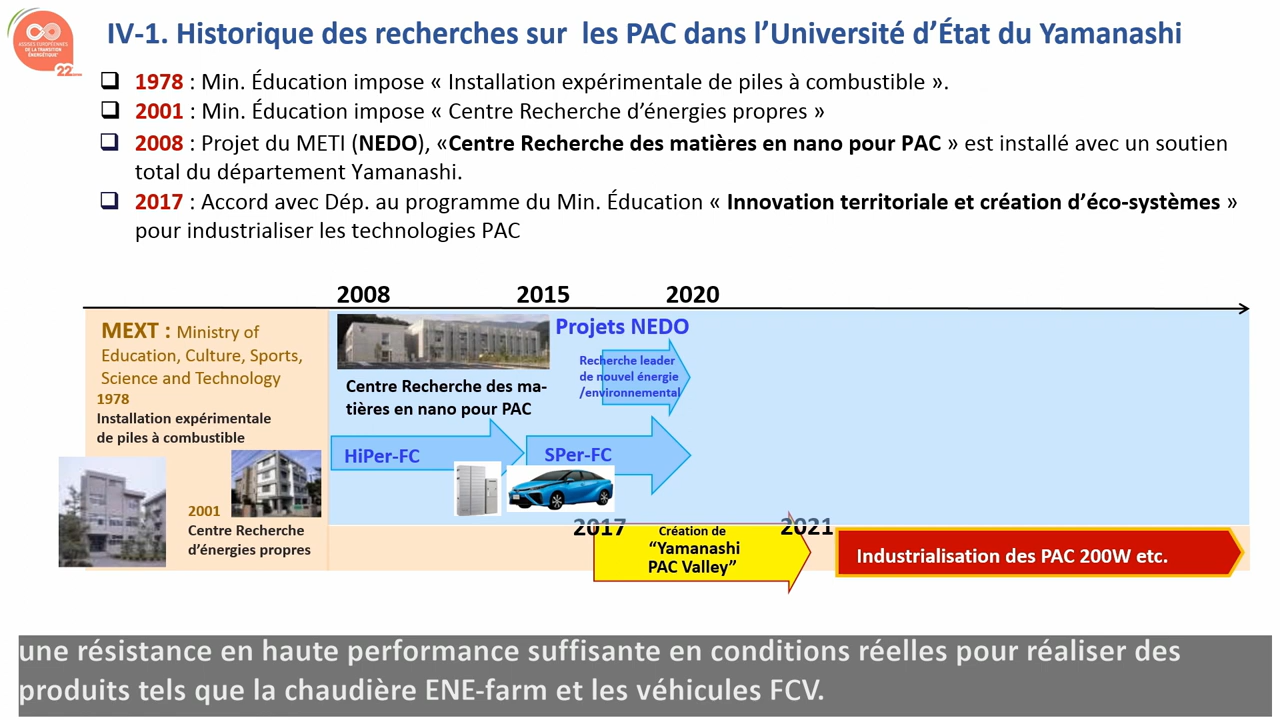 ASSISES EUROPÉENNES
DE LA TRANSITION
ÉNERGÉTIQUE
22
IV-1. Historique des recherches sur les PAC dans l’Université d’État du Yamanashi
❑ 1978 : Min. Éducation impose « Installation expérimentale de piles à combustible ».
❑ 2001 : Min. Éducation impose « Centre Recherche d’énergies propres »
❑ 2008 : Projet du METI (NEDO), «Centre Recherche des matières en nano pour PAC » est installé avec un soutien
total du département Yamanashi.
❑ 2017 : Accord avec Dép. au programme du Min. Éducation « Innovation territoriale et création d’éco-systèmes »
pour industrialiser les technologies PAC
2008 2015 2020
MEXT : Ministry of
Education, Culture, Sports,
Science and Technology
1978
Installation expérimentale
de piles à combustible
2001
Centre Recherche
d’énergies propres
Centre Recherche des ma-
tières en nano pour PAC
Projets NEDO
Recherche leader
de nouvel énergie
/environnemental
HiPer-FC
SPer-FC
2017
2021
Création de
“Yamanashi
PAC Valley”
Industrialisation des PAC 200W etc.
une résistance en haute performance suffisante en conditions réelles pour réaliser des
produits tels que la chaudière ENE-farm et les véhicules FCV.